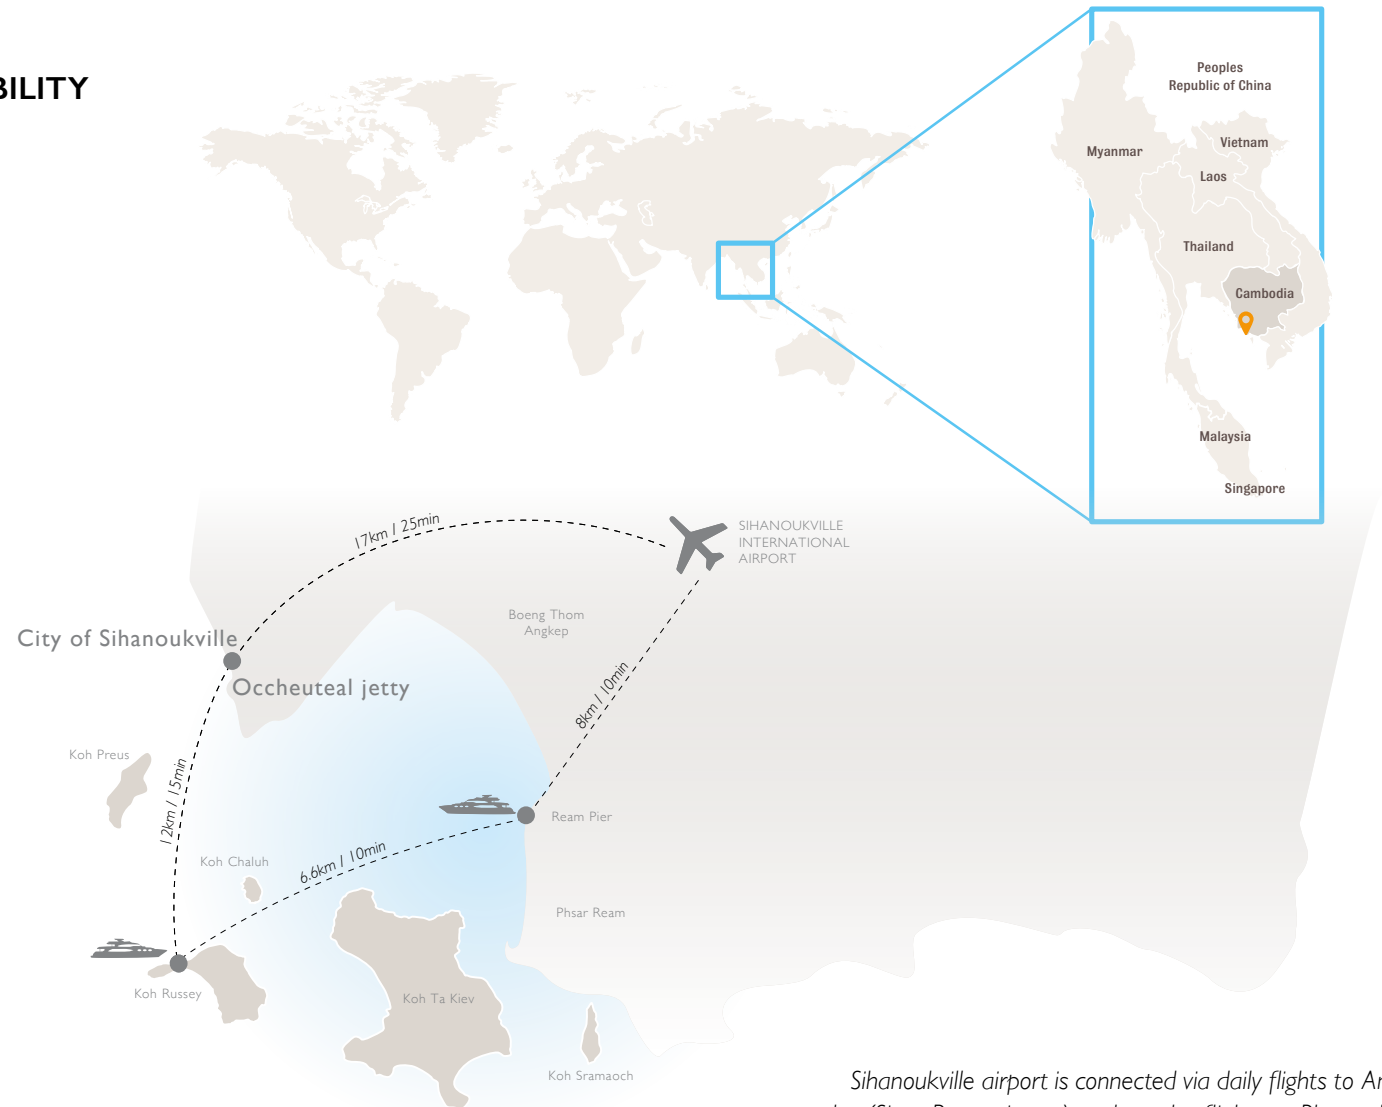 BILITY
Peoples
Republic of China
Myanmar
Vietnam
Laos
Thailand
Cambodia
Malaysia
Singapore
17km / 25min
SIHANOUKVILLE
INTERNATIONAL
AIRPORT
Boeng Thom
Angkep
City of Sihanoukville
Occheuteal jetty
8km / 10min
Koh Preus
12km / 15min
Ream Pier
Koh Chaluh
6.6km / 10min
Phsar Ream
Koh Russey
Koh Ta Kiev
Koh Sramaoch
Sihanoukville airport is connected via daily flights to